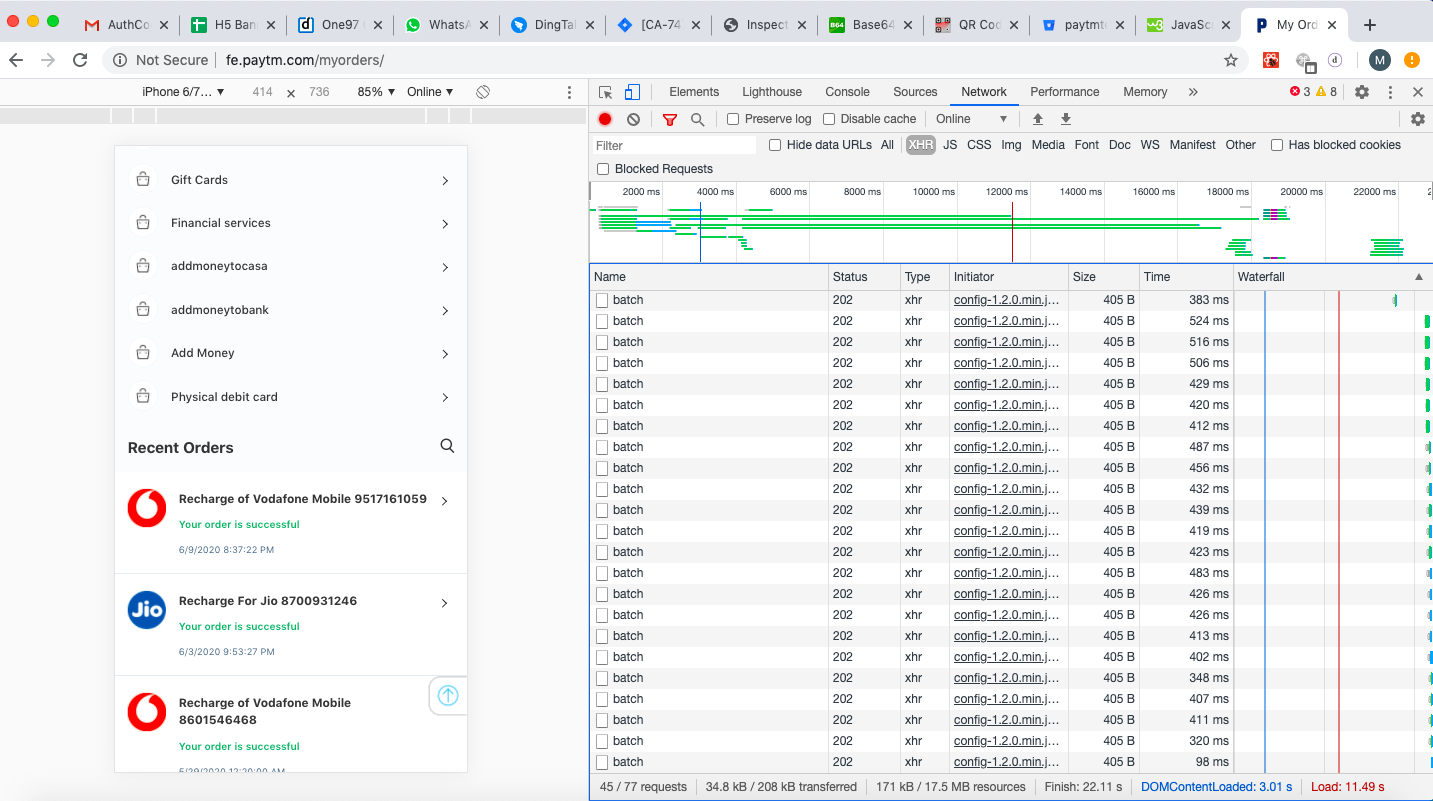 AuthCo
H5 Ban
One97
WhatsA
DingTal
[CA-74
Inspect
Base64
QR Cod
paytmte
JavaSc
My Ord
Not Secure fe.paytm.com/myorders/
M
iPhone 6/7… 414 × 736 85% Online
Elements Lighthouse Console Sources Network Performance Memory » 3 8
Preserve log Disable cache Online
Filter Hide data URLs All XHR JS CSS Img Media Font Doc WS Manifest Other Has blocked cookies
Blocked Requests
2000 ms 4000 ms 6000 ms 8000 ms 10000 ms 12000 ms 14000 ms 16000 ms 18000 ms 20000 ms 22000 ms
Gift Cards
Financial services
addmoneytocasa
addmoneytobank
Add Money
Physical debit card
Recent Orders
Recharge of Vodafone Mobile 9517161059
Your order is successful
6/9/2020 8:37:22 PM
Jio
Recharge For Jio 8700931246
Your order is successful
6/3/2020 9:53:27 PM
Recharge of Vodafone Mobile
8601546468
Your order is successful
5/29/2020 12:20:00 AM
Name Status Type Initiator Size Time Waterfall
batch 202 xhr config-1.2.0.min.j… 405 B 383 ms
batch 202 xhr config-1.2.0.min.j… 405 B 524 ms
batch 202 xhr config-1.2.0.min.j… 405 B 516 ms
batch 202 xhr config-1.2.0.min.j… 405 B 506 ms
batch 202 xhr config-1.2.0.min.j… 405 B 429 ms
batch 202 xhr config-1.2.0.min.j… 405 B 420 ms
batch 202 xhr config-1.2.0.min.j… 405 B 412 ms
batch 202 xhr config-1.2.0.min.j… 405 B 487 ms
batch 202 xhr config-1.2.0.min.j… 405 B 456 ms
batch 202 xhr config-1.2.0.min.j… 405 B 432 ms
batch 202 xhr config-1.2.0.min.j… 405 B 439 ms
batch 202 xhr config-1.2.0.min.j… 405 B 419 ms
batch 202 xhr config-1.2.0.min.j… 405 B 423 ms
batch 202 xhr config-1.2.0.min.j… 405 B 483 ms
batch 202 xhr config-1.2.0.min.j… 405 B 426 ms
batch 202 xhr config-1.2.0.min.j… 405 B 426 ms
batch 202 xhr config-1.2.0.min.j… 405 B 413 ms
batch 202 xhr config-1.2.0.min.j… 405 B 402 ms
batch 202 xhr config-1.2.0.min.j… 405 B 348 ms
batch 202 xhr config-1.2.0.min.j… 405 B 407 ms
batch 202 xhr config-1.2.0.min.j… 405 B 411 ms
batch 202 xhr config-1.2.0.min.j… 405 B 320 ms
batch 202 xhr config-1.2.0.min.j… 405 B 98 ms
45 / 77 requests 34.8 kB / 208 kB transferred 171 kB / 17.5 MB resources Finish: 22.11 s DOMContentLoaded: 3.01 s Load: 11.49 s